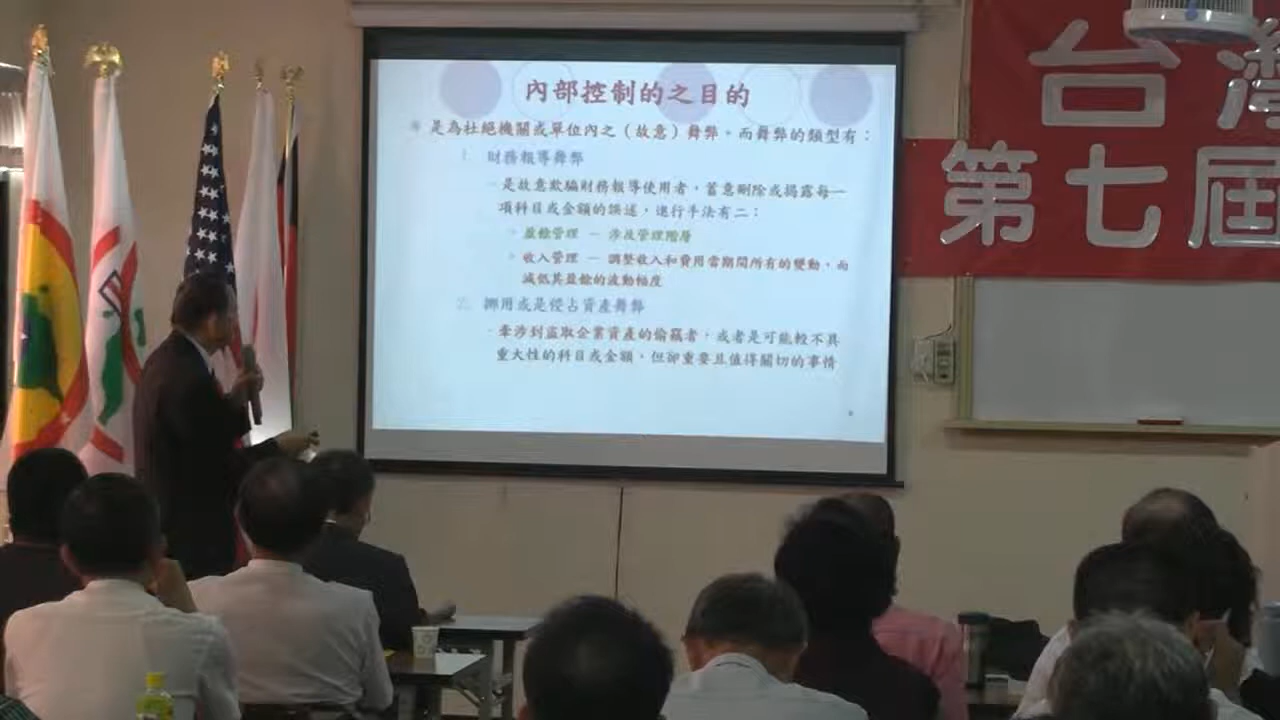 內部控制的之目的
是為杜絕機關或單位內之（故意）舞弊。而舞弊的類型有：
財務報導舞弊
是故意欺騙財務報導使用者，蓄意刪除或揭露每一
項科目或金額的誤述，進行手法有二：
盈餘管理 — 涉及管理階層
收入管理 — 調整收入和費用當期間所有的變動，而
減低其盈餘的波動幅度
挪用或是侵占資產舞弊
牽涉到盜取企業資產的偷竊者，或者是可能較不具
重大性的科目或金額，但卻重要且值得關切的事情
台灣
第七屆